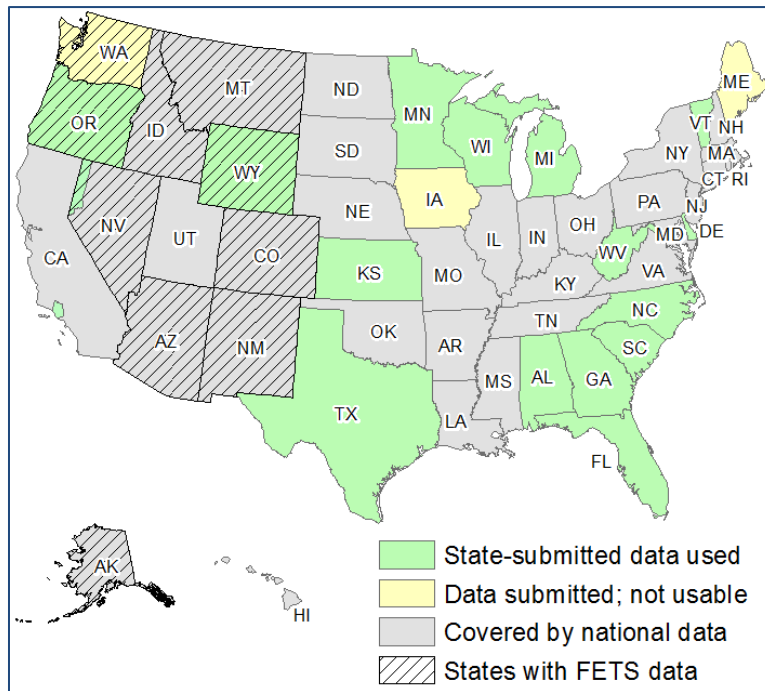 WA
MT
ND
MN
ME
OR
ID
SD
WI
MI
VT
NH
NY
MA
CT
RI
WY
NE
IA
PA
NJ
NV
UT
CO
IL
IN
OH
MD
DE
WV
CA
KS
MO
KY
VA
AZ
NM
OK
AR
TN
NC
SC
MS
AL
GA
TX
LA
FL
AK
HI
State-submitted data used
Data submitted; not usable
Covered by national data
States with FETS data